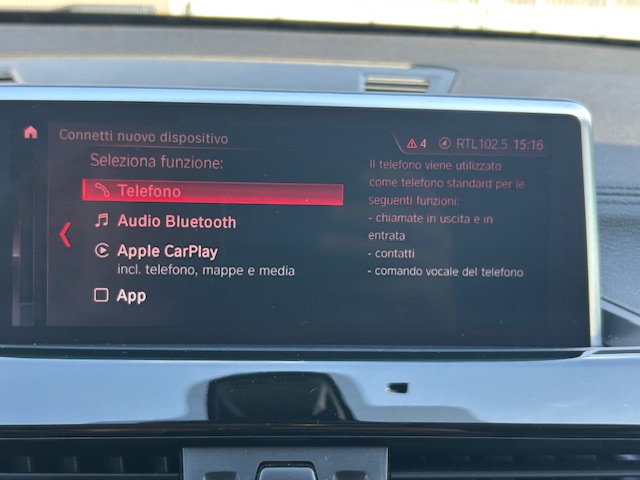 Connetti nuovo dispositivo
4 RTL102.5 15:16
Seleziona funzione:
Telefono
Audio Bluetooth
Apple CarPlay
incl. telefono, mappe e media
App
Il telefono viene utilizzato
come telefono standard per le
seguenti funzioni:
- chiamate in uscita e in
entrata
- contatti
- comando vocale del telefono